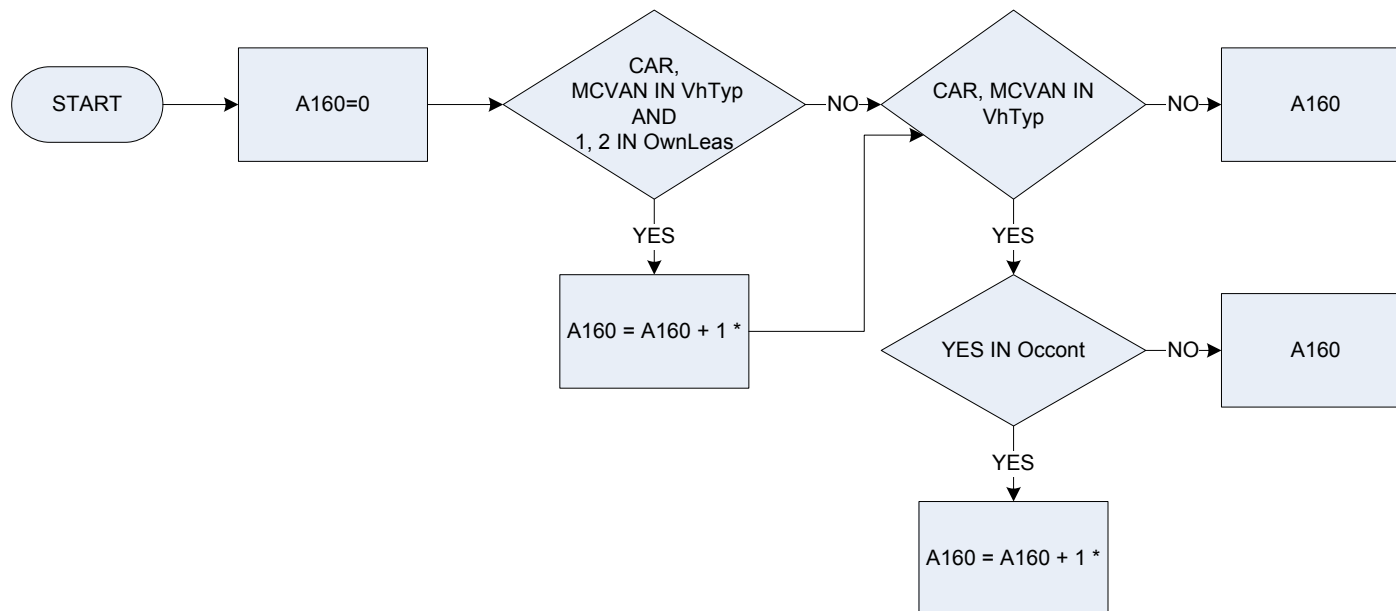 START
A160=0
CAR,
MCVAN IN VhTyp
AND
1, 2 IN OwnLeas
NO
CAR, MCVAN IN
VhTyp
NO
A160
YES
YES
A160 = A160 + 1 *
YES IN Occont
NO
A160
YES
A160 = A160 + 1 *